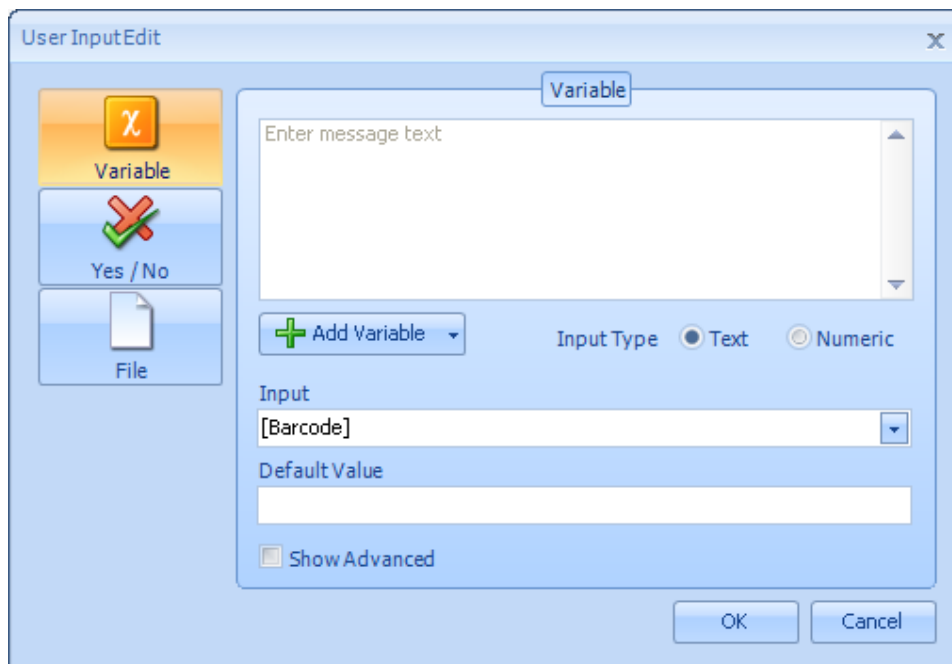 User Input Edit
Variable
Yes / No
File
Variable
Enter message text
Add Variable
Input Type
Text
Numeric
Input
[Barcode]
Default Value
Show Advanced
OK
Cancel